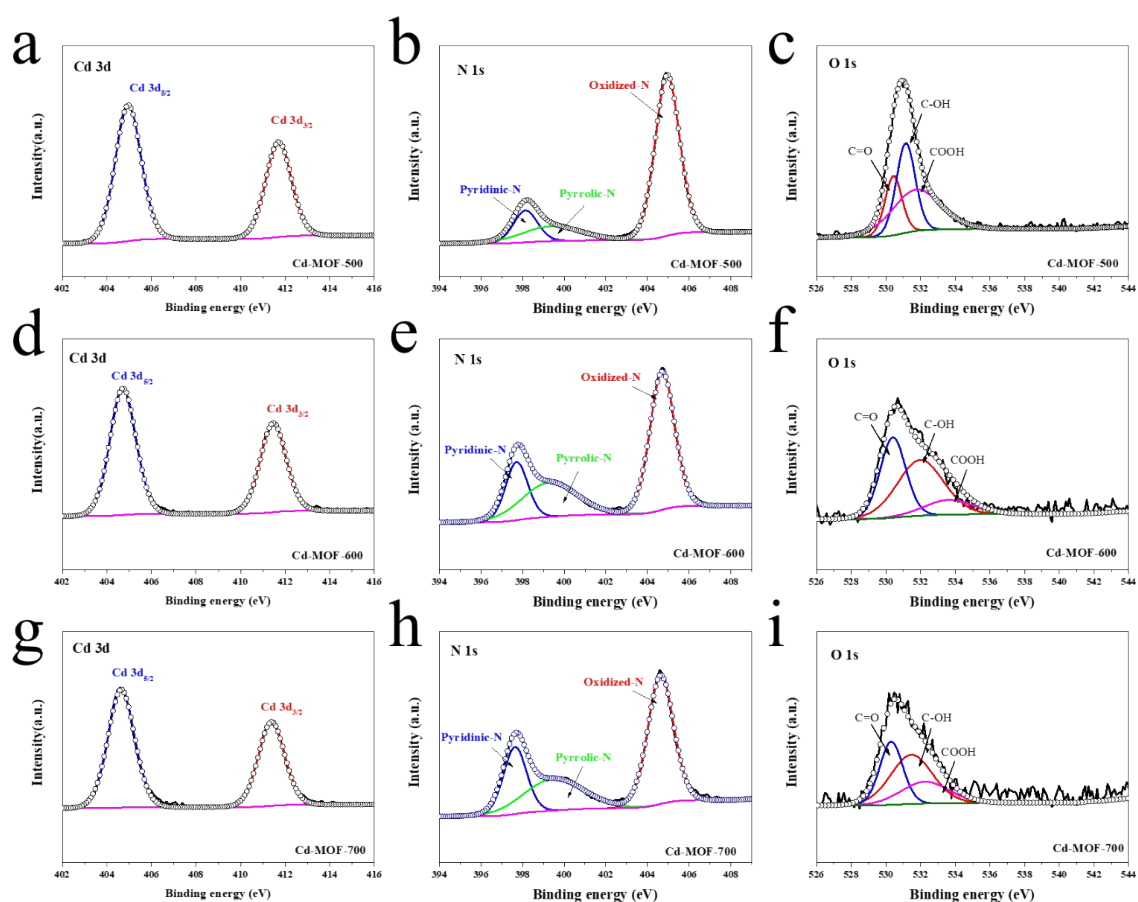 a
Cd 3d
Cd 3d5/2
Cd 3d3/2
Intensity(a.u.)
Cd-MOF-500
402 404 406 408 410 412 414 416
Binding energy (eV)
b
N 1s
Oxidized-N
Pyridinic-N
Pyrrolic-N
Intensity (a.u.)
Cd-MOF-500
394 396 398 400 402 404 406 408
Binding energy (eV)
c
O 1s
C-OH
C=O
COOH
Intensity (a.u.)
Cd-MOF-500
526 528 530 532 534 536 538 540 542 544
Binding energy (eV)
d
Cd 3d
Cd 3d5/2
Cd 3d3/2
Intensity(a.u.)
Cd-MOF-600
402 404 406 408 410 412 414 416
Binding energy (eV)
e
N 1s
Oxidized-N
Pyridinic-N
Pyrrolic-N
Intensity (a.u.)
Cd-MOF-600
394 396 398 400 402 404 406 408
Binding energy (eV)
f
O 1s
C=O
C-OH
COOH
Intensity (a.u.)
Cd-MOF-600
526 528 530 532 534 536 538 540 542 544
Binding energy (eV)
g
Cd 3d
Cd 3d5/2
Cd 3d3/2
Intensity(a.u.)
Cd-MOF-700
402 404 406 408 410 412 414 416
Binding energy (eV)
h
N 1s
Oxidized-N
Pyridinic-N
Pyrrolic-N
Intensity (a.u.)
Cd-MOF-700
394 396 398 400 402 404 406 408
Binding energy (eV)
i
O 1s
C=O
C-OH
COOH
Intensity (a.u.)
Cd-MOF-700
526 528 530 532 534 536 538 540 542 544
Binding energy (eV)